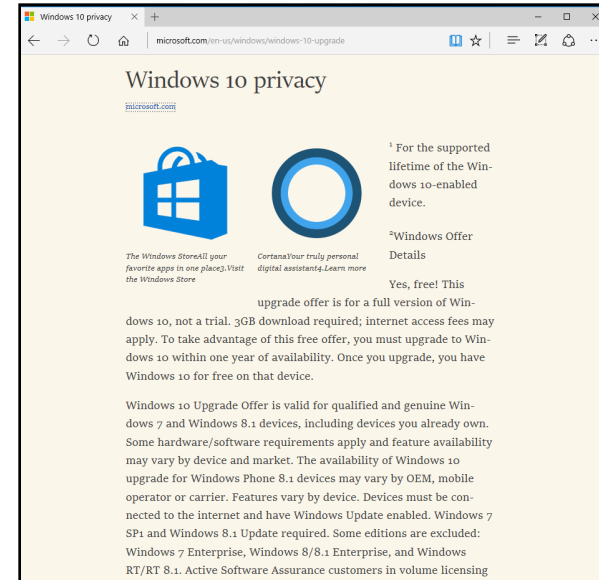 Windows 10 privacy
microsoft.com/en-us/windows/windows-10-upgrade
Windows 10 privacy
microsoft.com
The Windows StoreAll your
favorite apps in one place3.Visit
the Windows Store
CortanaYour truly personal
digital assistant4.Learn more
¹ For the supported
lifetime of the Win-
dows 10-enabled
device.
²Windows Offer
Details
Yes, free! This
upgrade offer is for a full version of Win-
dows 10, not a trial. 3GB download required; internet access fees may
apply. To take advantage of this free offer, you must upgrade to Win-
dows 10 within one year of availability. Once you upgrade, you have
Windows 10 for free on that device.
Windows 10 Upgrade Offer is valid for qualified and genuine Win-
dows 7 and Windows 8.1 devices, including devices you already own.
Some hardware/software requirements apply and feature availability
may vary by device and market. The availability of Windows 10
upgrade for Windows Phone 8.1 devices may vary by OEM, mobile
operator or carrier. Features vary by device. Devices must be con-
nected to the internet and have Windows Update enabled. Windows 7
SP1 and Windows 8.1 Update required. Some editions are excluded:
Windows 7 Enterprise, Windows 8/8.1 Enterprise, and Windows
RT/RT 8.1. Active Software Assurance customers in volume licensing